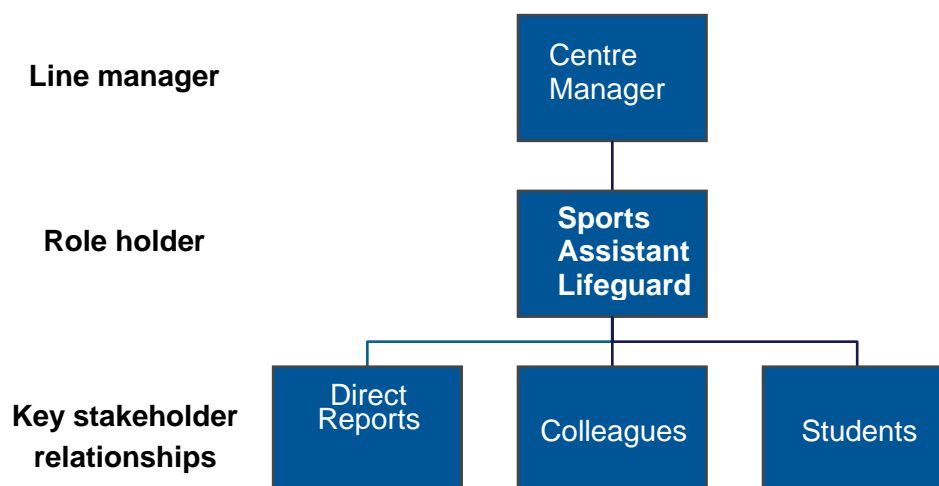 Line manager
Centre
Manager
Role holder
Sports
Assistant
Lifeguard
Key stakeholder
relationships
Direct
Reports
Colleagues
Students